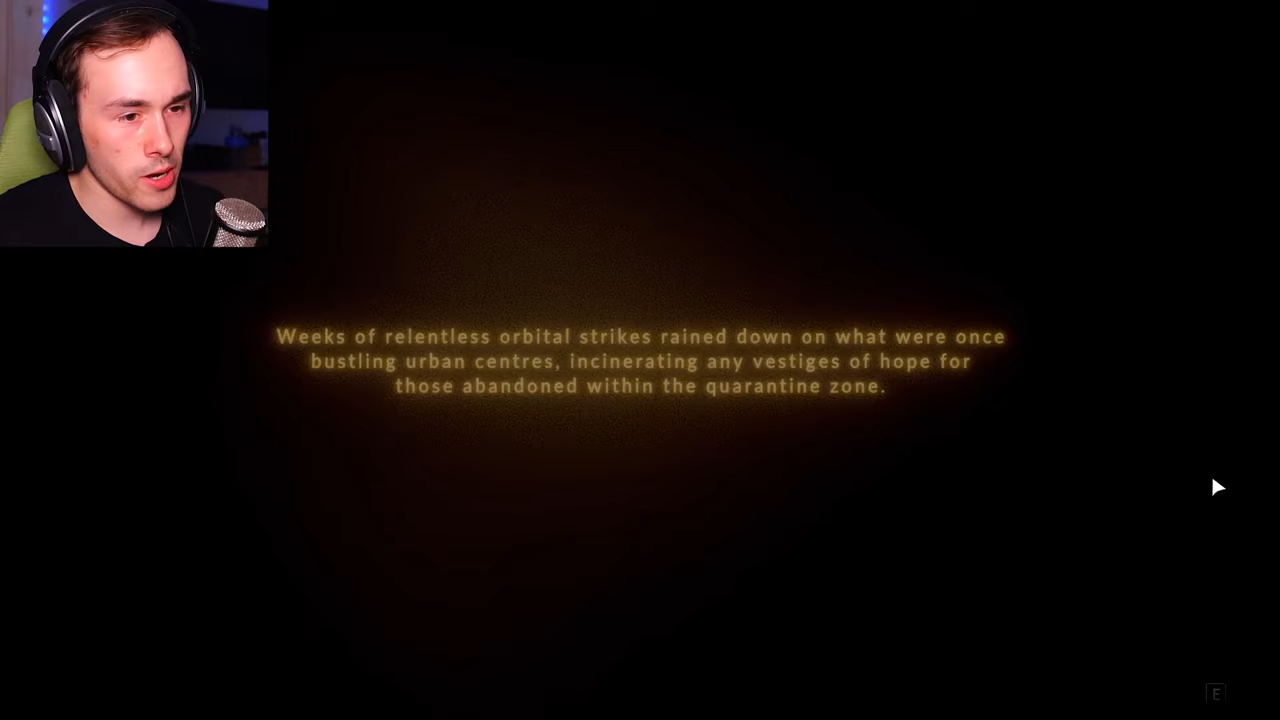 Weeks of relentless orbital strikes rained down on what were once
bustling urban centres, incinerating any vestiges of hope for
those abandoned within the quarantine zone.
E